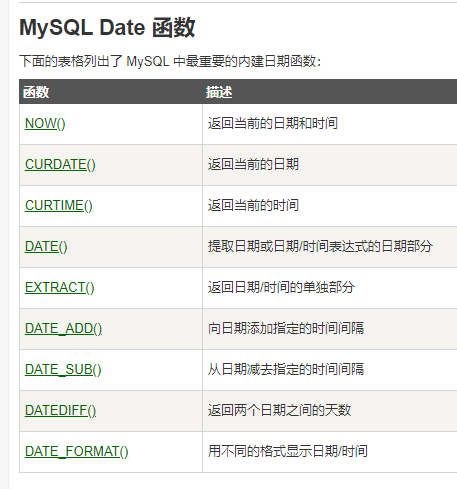 MySQL Date 函数
下面的表格列出了 MySQL 中最重要的内建日期函数：
函数 描述
NOW() 返回当前的日期和时间
CURDATE() 返回当前的日期
CURTIME() 返回当前的时间
DATE() 提取日期或日期/时间表达式的日期部分
EXTRACT() 返回日期/时间的单独部分
DATE_ADD() 向日期添加指定的时间间隔
DATE_SUB() 从日期减去指定的时间间隔
DATEDIFF() 返回两个日期之间的天数
DATE_FORMAT() 用不同的格式显示日期/时间